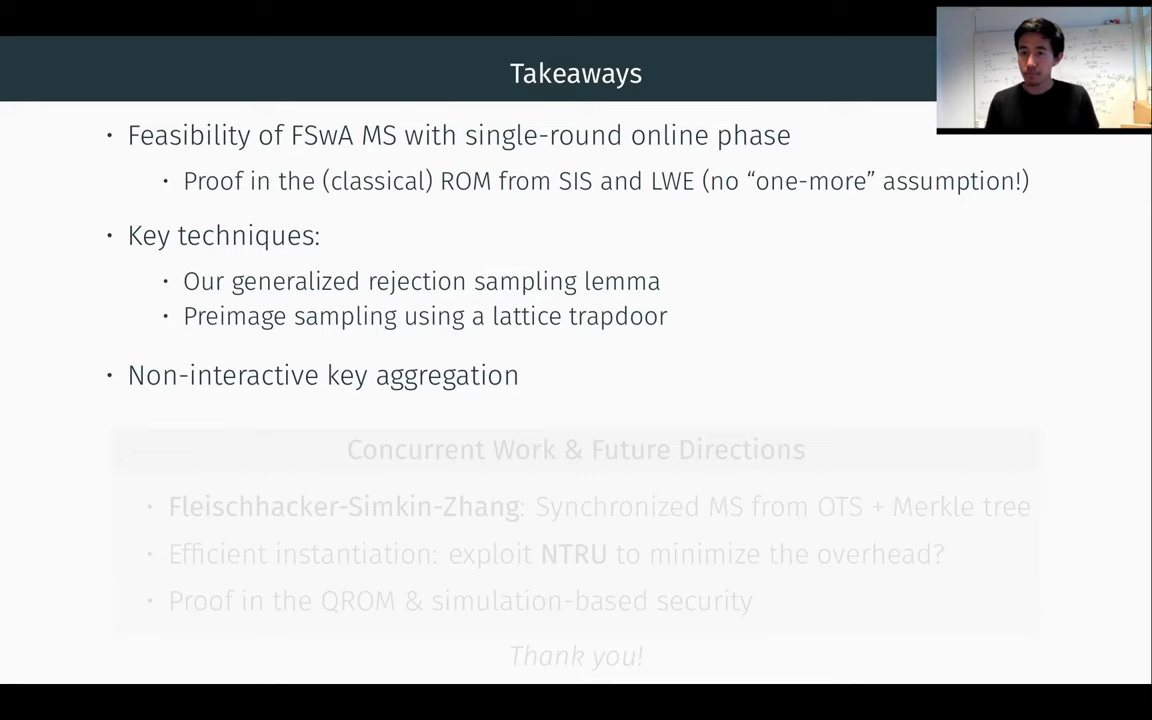 Takeaways
· Feasibility of FSwA MS with single-round online phase
· Proof in the (classical) ROM from SIS and LWE (no “one-more” assumption!)
· Key techniques:
· Our generalized rejection sampling lemma
· Preimage sampling using a lattice trapdoor
· Non-interactive key aggregation
Concurrent Work & Future Directions
· Fleischhacker-Simkin-Zhang: Synchronized MS from OTS + Merkle tree
· Efficient instantiation: exploit NTRU to minimize the overhead?
· Proof in the QROM & simulation-based security
Thank you!